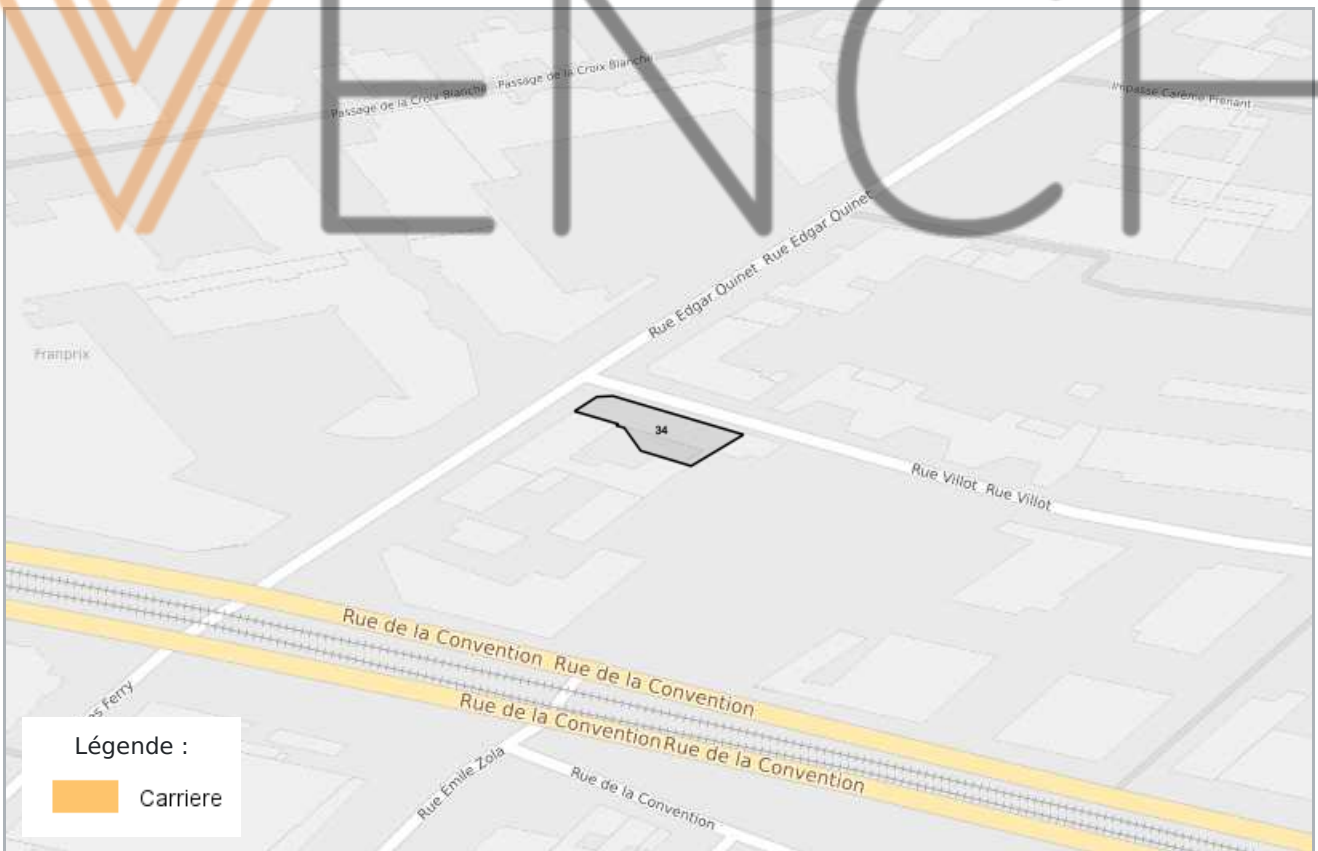 VENCH
Passage de la Croix Blanche Passage de la Croix Blanche
Impasse Carême Prenant
Rue Edgar Quinet Rue Edgar Quinet
Franprix
34
Rue Villot Rue Villot
Rue de la Convention Rue de la Convention
es Ferry
Rue de la Convention Rue de la Convention
Légende :
Carriere
Rue Emile Zola
Rue de la Convention